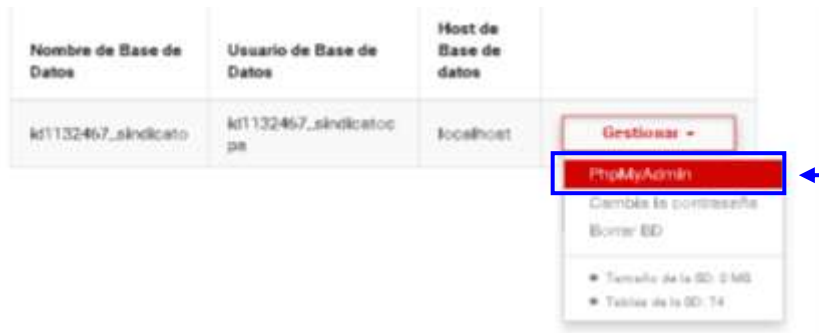 Nombre de Base de
Datos
Usuario de Base de
Datos
Host de
Base de
datos
id1132467_sindicato
id1132467_sindicatoc
pa
localhost
Gestionar
PhpMyAdmin
Cambia la contraseña
Borrar BD
Tamaño de la BD: 0 MB
Tablas de la BD: 74